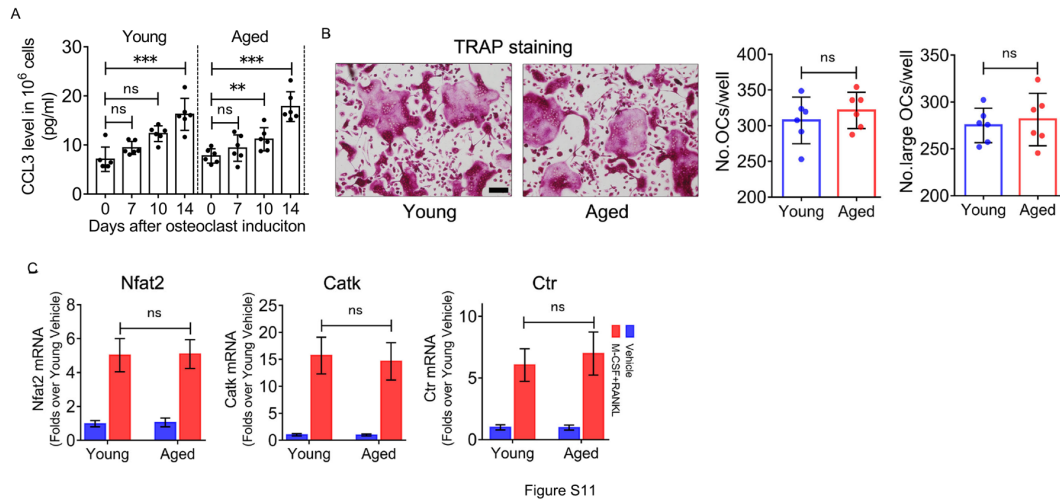 A
Young
Aged
CCL3 level in 10⁶ cells
(pg/ml)
30
20
10
0
***
ns
ns
***
**
ns
0 7 10 14 0 7 10 14
Days after osteoclast induciton
B
TRAP staining
Young
Aged
No.OCs/well
400
350
300
250
200
ns
Young Aged
No.large OCs/well
350
300
250
200
ns
Young Aged
C
Nfat2
Nfat2 mRNA
(Folds over Young Vehicle)
8
6
4
2
0
ns
Young Aged
Catk
Catk mRNA
(Folds over Young Vehicle)
25
20
15
10
5
0
ns
Young Aged
Ctr
Ctr mRNA
(Folds over Young Vehicle)
10
5
0
ns
Young Aged
Vehicle
M-CSF+RANKL
Figure S11